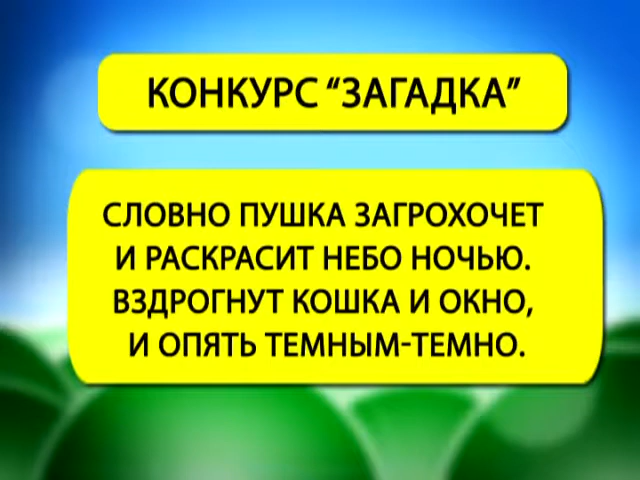 КОНКУРС “ЗАГАДКА”
СЛОВНО ПУШКА ЗАГРОХОЧЕТ
И РАСКРАСИТ НЕБО НОЧЬЮ.
ВЗДРОГНУТ КОШКА И ОКНО,
И ОПЯТЬ ТЕМНЫМ-ТЕМНО.